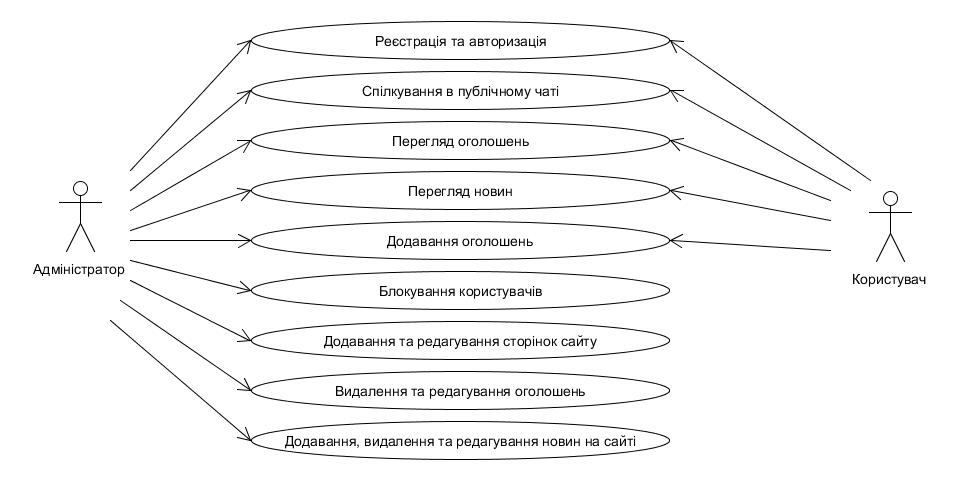 Реєстрація та авторизація
Спілкування в публічному чаті
Перегляд оголошень
Перегляд новин
Додавання оголошень
Адміністратор
Користувач
Блокування користувачів
Додавання та редагування сторінок сайту
Видалення та редагування оголошень
Додавання, видалення та редагування новин на сайті